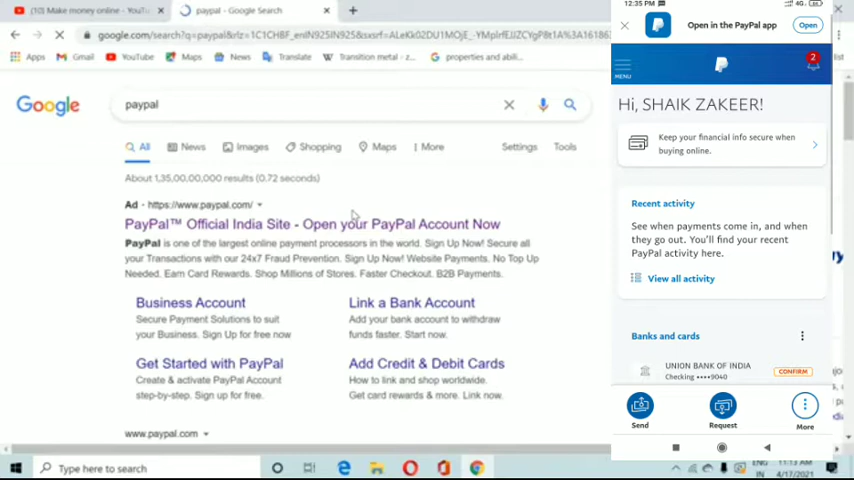 (10) Make money online - YouTu
paypal - Google Search
google.com/search?q=paypal&rlz=1C1CHBF_enIN925IN925&sxsrf=
Apps
Gmail
YouTube
Maps
News
Translate
Transition metal - z...
properties and abili...
Google
paypal
All
News
Images
Shopping
Maps
More
Settings
Tools
About 1,35,00,00,000 results (0.72 seconds)
Ad · https://www.paypal.com/
PayPal™ Official India Site - Open your PayPal Account Now
PayPal is one of the largest online payment processors in the world. Sign Up Now! Secure all
your Transactions with our 24x7 Fraud Prevention. Sign Up Now! Website Payments. No Top Up
Needed. Earn Card Rewards. Shop Millions of Stores. Faster Checkout. B2B Payments.
Business Account
Secure Payment Solutions to suit
your Business. Sign Up for free now
Link a Bank Account
Add your bank account to withdraw
funds faster. Start now.
Get Started with PayPal
Create & activate PayPal Account
step-by-step. Sign up for free.
Add Credit & Debit Cards
How to link and shop worldwide.
Get card rewards & more. Link now.
www.paypal.com
Type here to search
ENG
IN
11:13 AM
4/17/2021
12:35 PM
4G
Open in the PayPal app
Open
MENU
2
Hi, SHAIK ZAKEER!
Keep your financial info secure when
buying online.
Recent activity
See when payments come in, and when
they go out. You'll find your recent
PayPal activity here.
View all activity
Banks and cards
UNION BANK OF INDIA
Checking ••••9040
CONFIRM
Send
Request
More